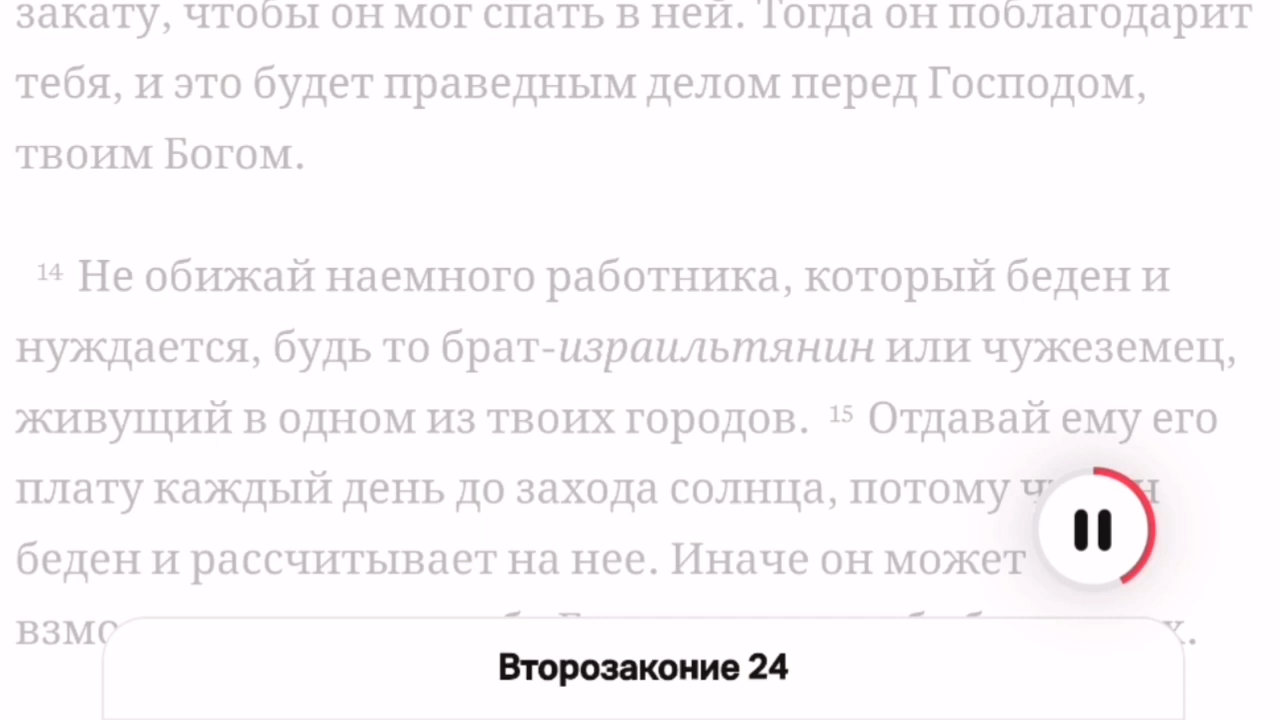 закату, чтобы он мог спать в ней. Тогда он поблагодарит
тебя, и это будет праведным делом перед Господом,
твоим Богом.
14 Не обижай наемного работника, который беден и
нуждается, будь то брат-израильтянин или чужеземец,
живущий в одном из твоих городов. 15 Отдавай ему его
плату каждый день до захода солнца, потому
беден и рассчитывает на нее. Иначе он может
Второзаконие 24